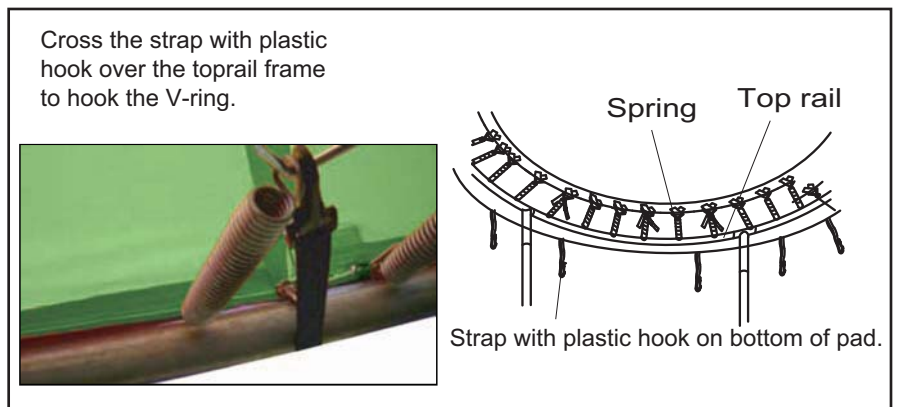 Cross the strap with plastic
hook over the toprail frame
to hook the V-ring.
Spring
Top rail
Strap with plastic hook on bottom of pad.